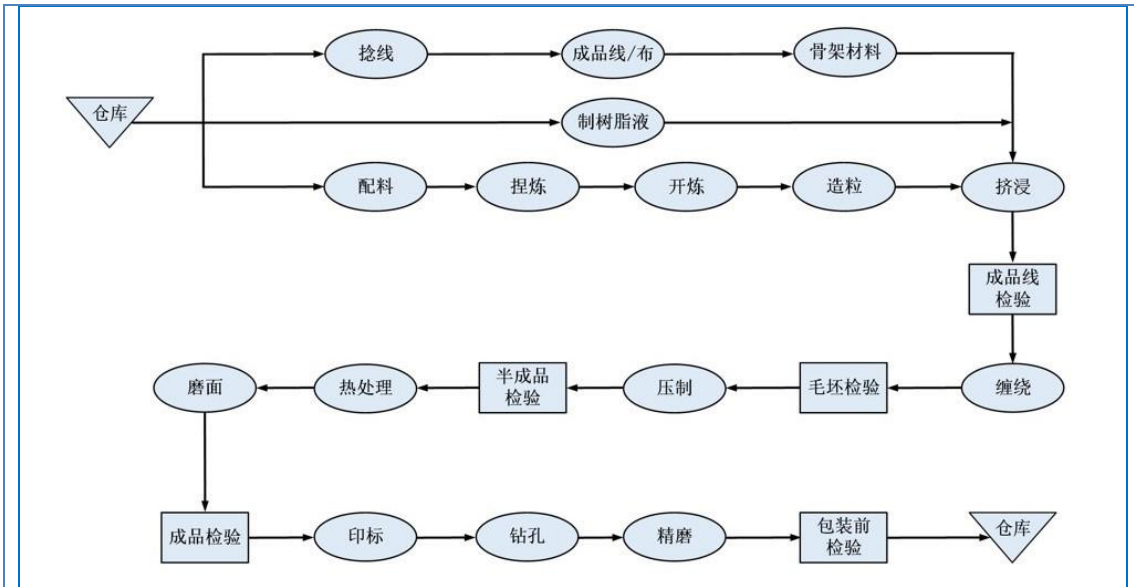 捻线
成品线/布
骨架材料
仓库
制树脂液
配料
捏炼
开炼
造粒
挤浸
成品线
检验
磨面
热处理
半成品
检验
压制
毛坯检验
缠绕
成品检验
印标
钻孔
精磨
包装前
检验
仓库